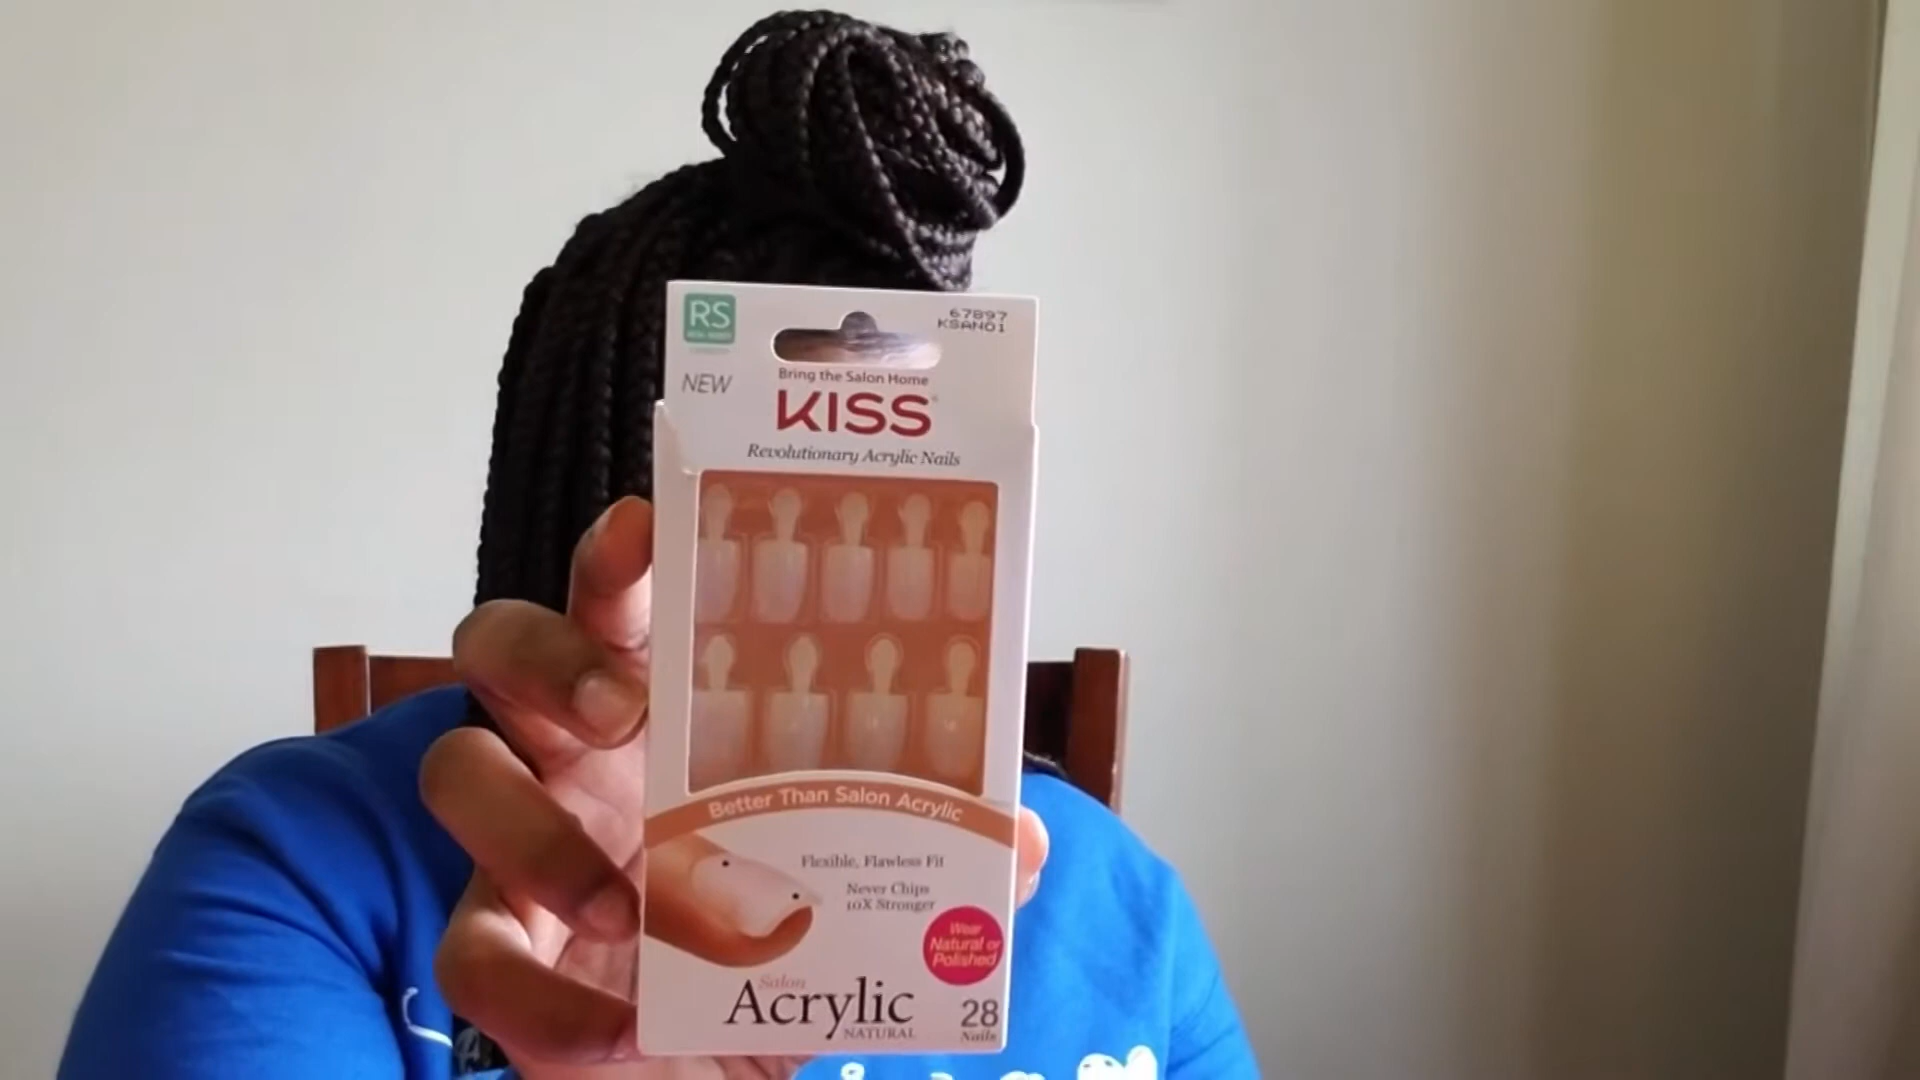 RS
67897
KSAN01
Bring the Salon Home
NEW
KISS
Revolutionary Acrylic Nails
Better Than Salon Acrylic
Flexible, Flawless Fit
Never Chips
10X Stronger
Wear
Natural or
Polished
Salon
Acrylic
NATURAL
28
Nails